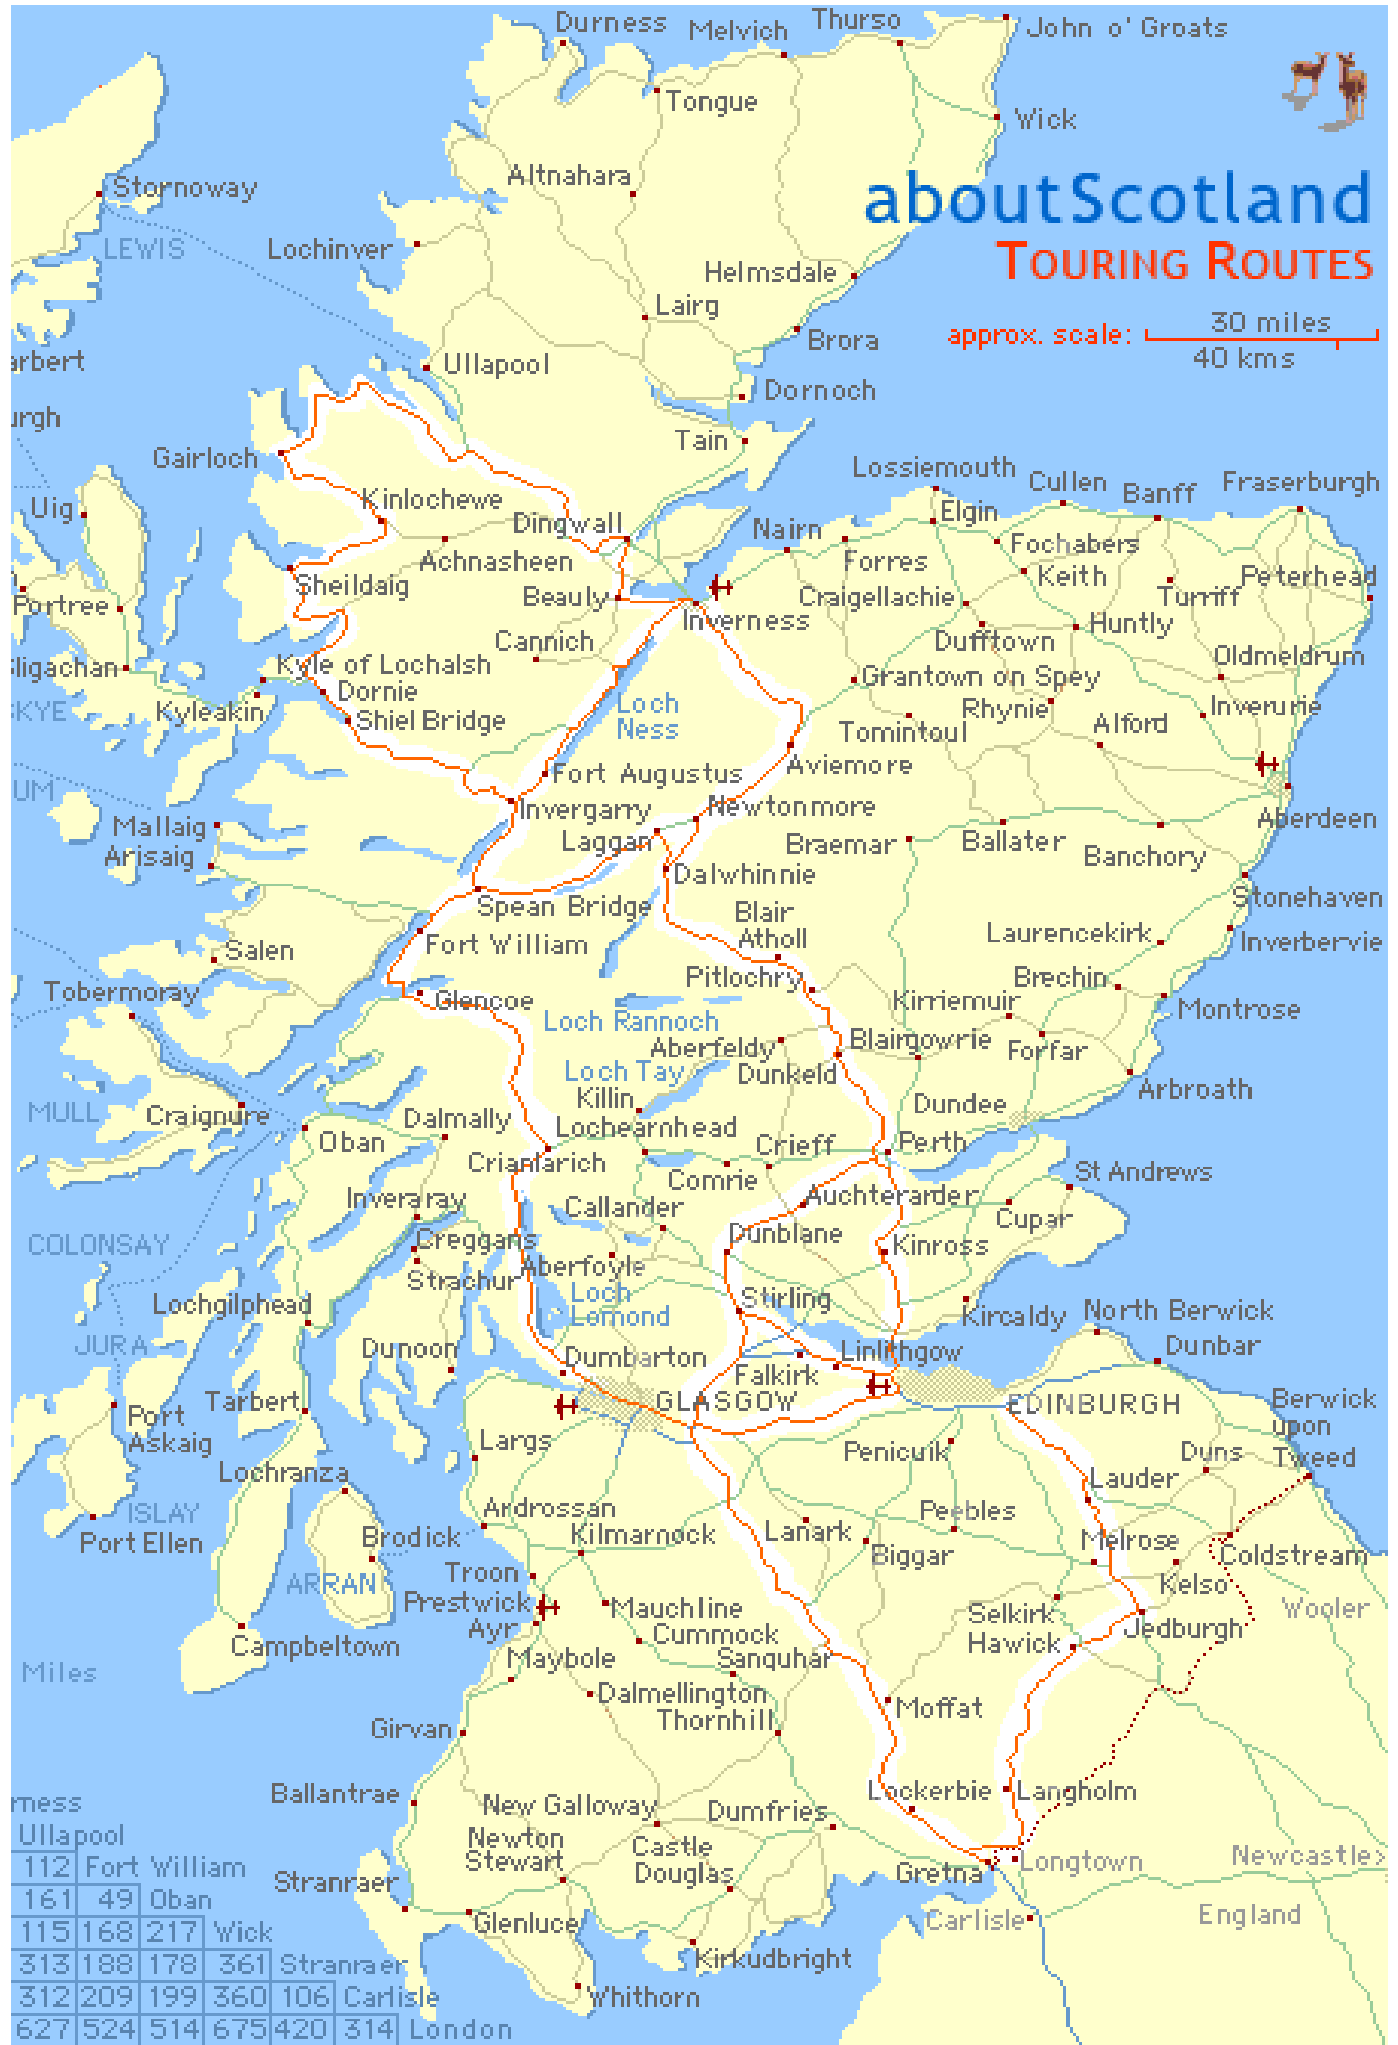 Durness
Melvich
Thurso
John o' Groats
Tongue
Wick
Altnahara
Stornoway
aboutScotland
LEWIS
Lochinver
TOURING ROUTES
Helmsdale
Lairg
30 miles
approx. scale:
Brora
40 kms
arbert
Ullapool
Dornoch
urgh
Tain
Gairloch
Lossiemouth
Cullen
Banff
Fraserburgh
Uig
Kinlochewe
Dingwall
Nairn
Elgin
Fochabers
Achnasheen
Forres
Keith
Peterhead
Sheildaig
Portree
Beauly
Craigellachie
Turriff
Inverness
Huntly
Cannich
Dufftown
Oldmeldrum
Sligachan
Kyle of Lochalsh
Grantown on Spey
Dornie
Loch
Ness
Rhynie
Inverurie
SKYE
Kyleakin
Shiel Bridge
Tomintoul
Alford
Aviemore
Fort Augustus
UM
Invergarry
Newtonmore
Mallaig
Aberdeen
Laggan
Braemar
Ballater
Arisaig
Banchory
Dalwhinnie
Spean Bridge
Stonehaven
Blair
Atholl
Fort William
Laurencekirk
Inverbervie
Salen
Pitlochry
Brechin
Tobermoray
Glencoe
Kirriemuir
Montrose
Loch Rannoch
Aberfeldy
Blairgowrie
Forfar
Loch Tay
Dunkeld
Killin
Arbroath
MULL
Craignure
Dalmally
Dundee
Lochearnhead
Oban
Crieff
Perth
Crianlarich
Comrie
St Andrews
Inveraray
Callander
Auchterarder
Cupar
Creggans
Dunblane
COLONSAY
Kinross
Aberfoyle
Strachur
Loch
Lomond
Stirling
Lochgilphead
Kircaldy
North Berwick
JURA
Dunoon
Linlithgow
Dunbar
Dumbarton
Falkirk
GLASGOW
EDINBURGH
Berwick
upon
Tweed
Tarbert
Port
Askaig
Largs
Penicuik
Duns
Lochranza
Lauder
ISLAY
Ardrossan
Peebles
Port Ellen
Brodick
Kilmarnock
Lanark
Melrose
Biggar
Coldstream
Troon
ARRAN
Kelso
Prestwick
Mauchline
Selkirk
Wooler
Ayr
Cummock
Hawick
Jedburgh
Campbeltown
Maybole
Sanquhar
Miles
Dalmellington
Moffat
Thornhill
Girvan
Ballantrae
Lockerbie
Langholm
rness
New Galloway
Dumfries
Ullapool
Newton
Stewart
Castle
Douglas
112 Fort William
Longtown
Newcastle>
Stranraer
Gretna
161 49 Oban
Glenluce
Carlisle
England
115 168 217 Wick
Kirkudbright
313 188 178 361 Stranraer
312 209 199 360 106 Carlisle
Whithorn
627 524 514 675 420 314 London